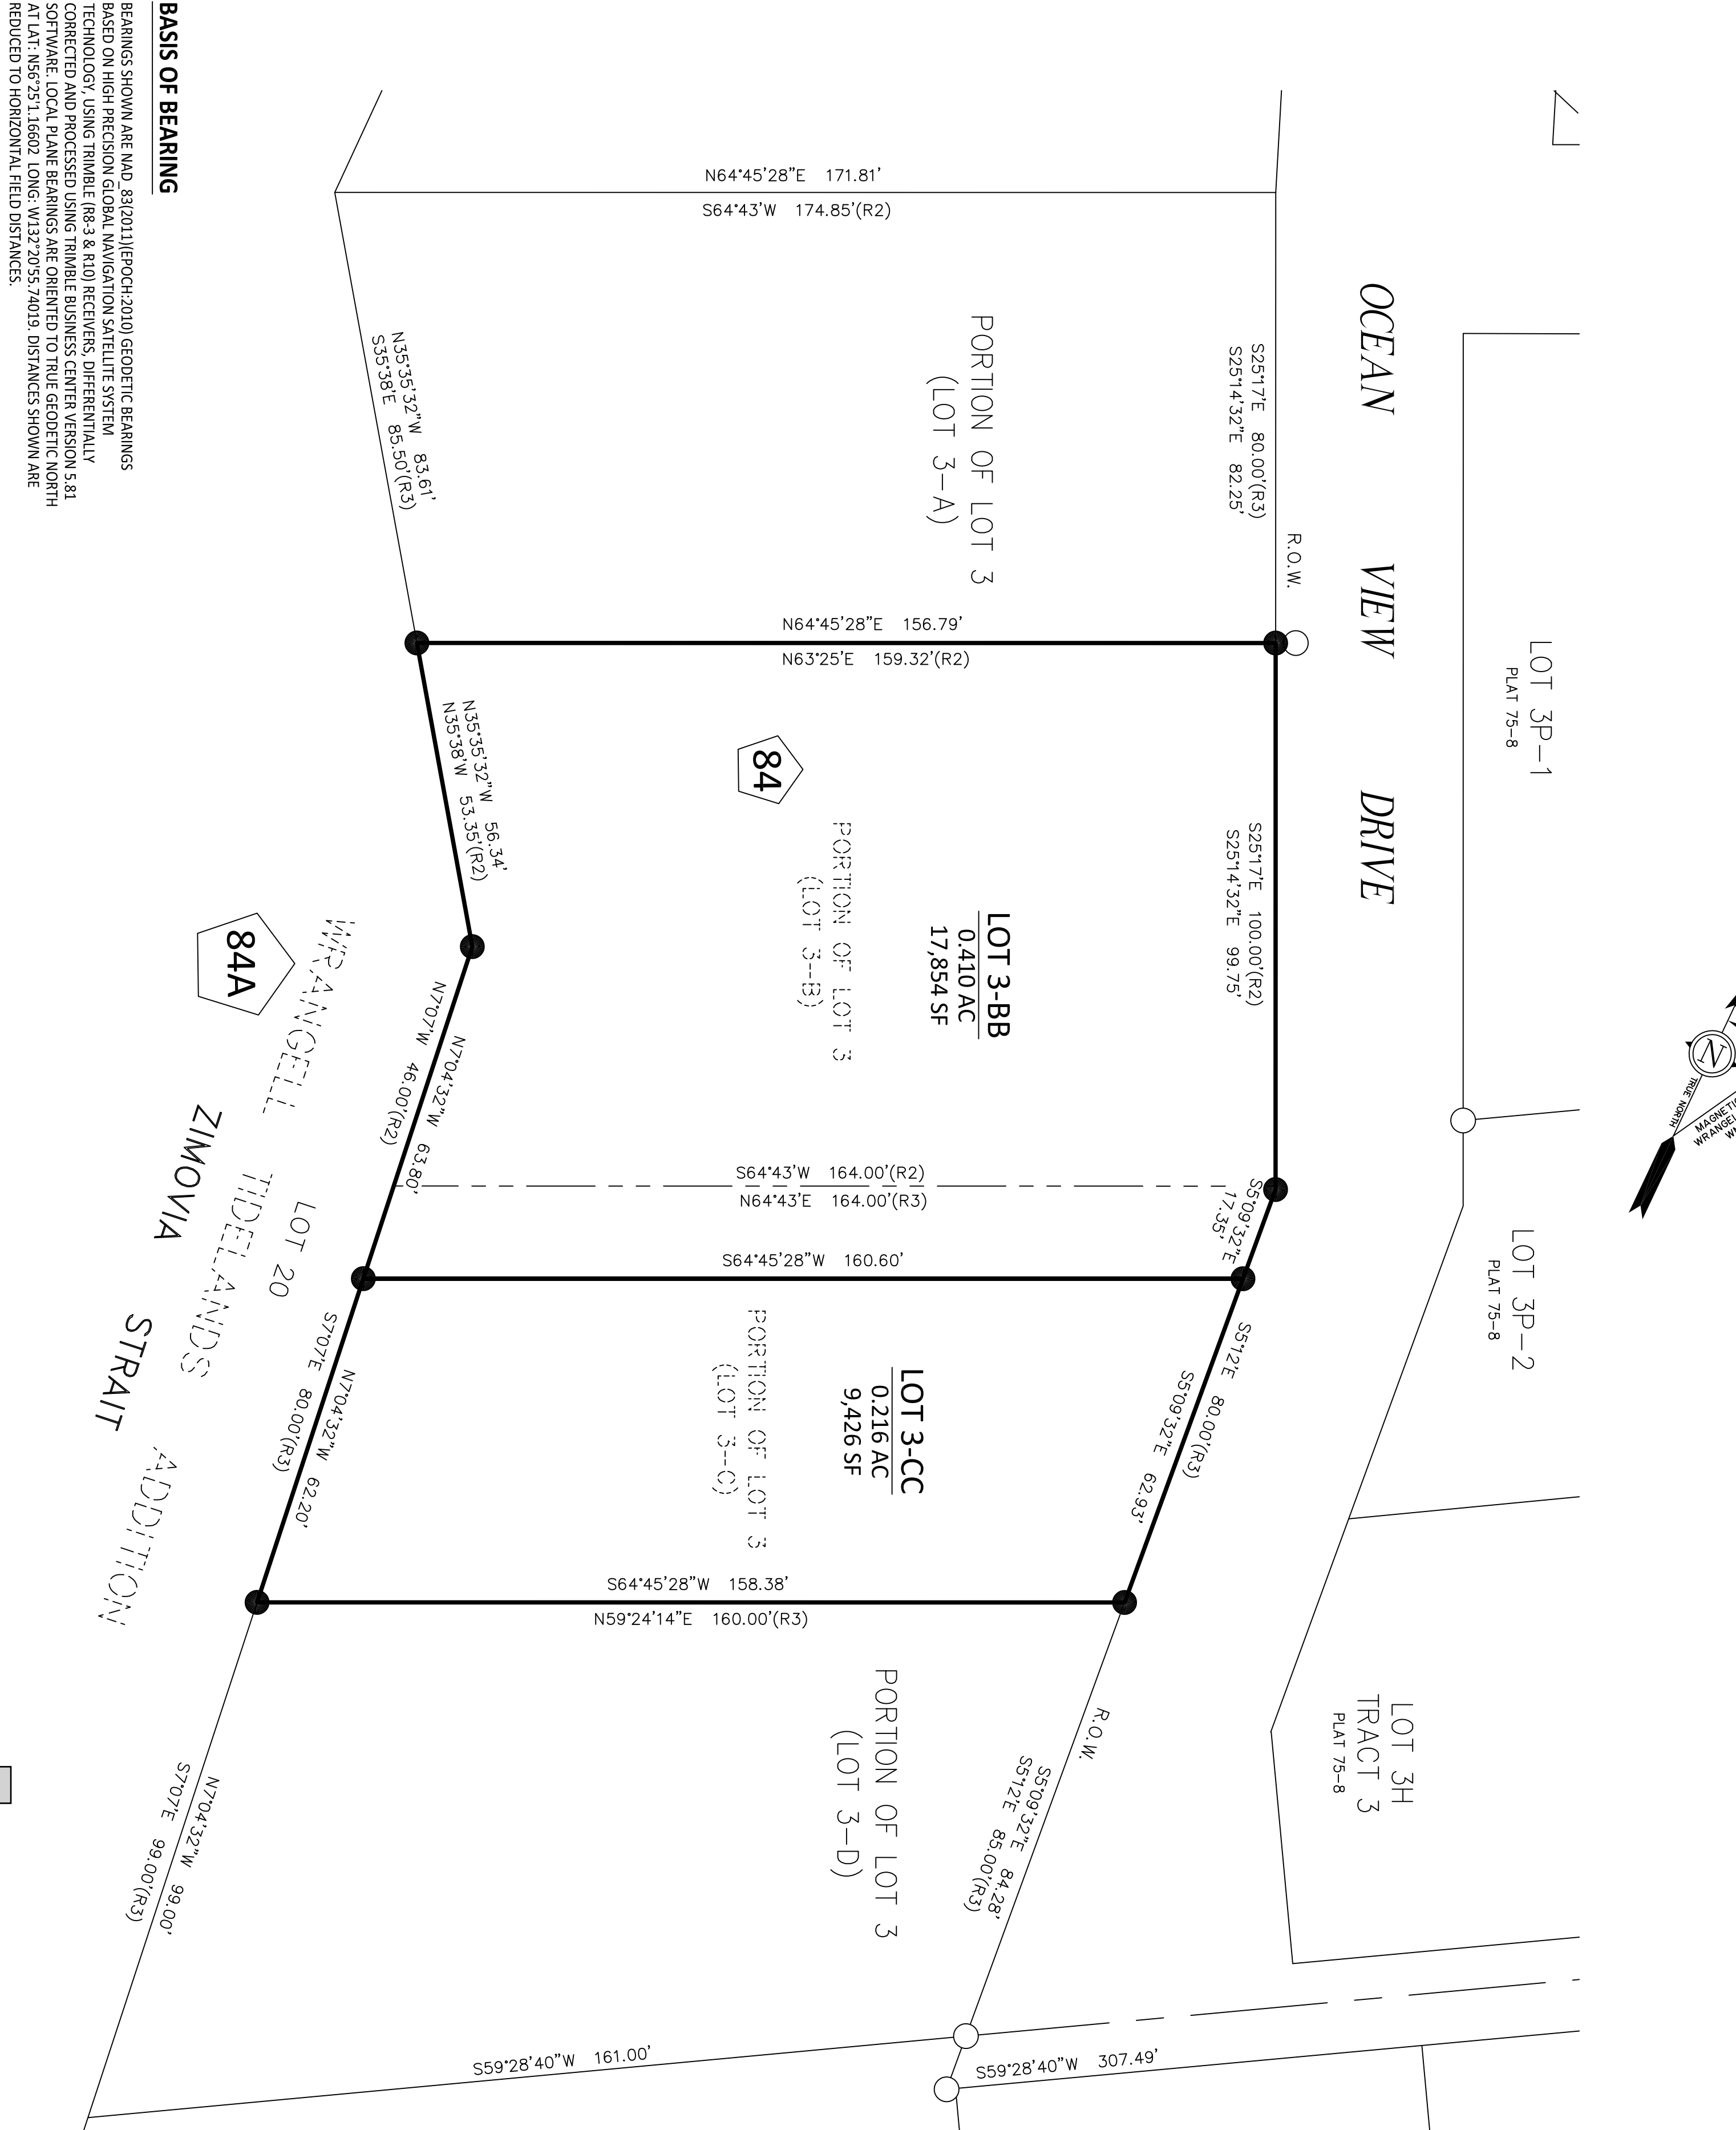 BASIS OF BEARING
BEARINGS SHOWN ARE NAD_83(2011)(EPOCH:2010) GEODETIC BEARINGS
BASED ON HIGH PRECISION GLOBAL NAVIGATION SATELLITE SYSTEM
TECHNOLOGY, USING TRIMBLE (R8-3 & R10) RECEIVERS, DIFFERENTIALLY
CORRECTED AND PROCESSED USING TRIMBLE BUSINESS CENTER VERSION 5.81
SOFTWARE. LOCAL PLANE BEARINGS ARE ORIENTED TO TRUE GEODETIC NORTH
AT LAT: N56°25'1.16602 LONG: W132°20'55.74019. DISTANCES SHOWN ARE
REDUCED TO HORIZONTAL FIELD DISTANCES.
N64°45'28"E 171.81'
S64°43'W 174.85'(R2)
OCEAN VIEW DRIVE
S25°17'E 80.00'(R3)
S25°14'32"E 82.25'
R.O.W.
PORTION OF LOT 3
(LOT 3-A)
N35°35'32"W 83.61'
S35°38'E 85.50'(R3)
N64°45'28"E 156.79'
N63°25'E 159.32'(R2)
LOT 3P-1
PLAT 75-8
84
N35°35'32"W 56.34'
N35°38'W 53.35'(R2)
PORTION OF LOT 3
(LOT 3-B)
LOT 3-BB
0.410 AC
17,854 SF
S25°17'E 100.00'(R2)
S25°14'32"E 99.75'
84A
WRANGELL TIDELANDS ADDITION
LOT 20
ZIMOVIA STRAIT
N7°04'32"W 63.80'
N7°07'W 46.00'(R2)
S64°43'W 164.00'(R2)
N64°43'E 164.00'(R3)
S5°09'32"E
17.35'
S64°45'28"W 160.60'
N
TRUE NORTH
LOT 3P-2
PLAT 75-8
PORTION OF LOT 3
(LOT 3-C)
LOT 3-CC
0.216 AC
9,426 SF
S5°12'E 80.00'(R3)
S5°09'32"E 62.93'
N7°04'32"W 62.20'
S7°07'E 80.00'(R3)
S64°45'28"W 158.38'
N59°24'14"E 160.00'(R3)
LOT 3H
TRACT 3
PLAT 75-8
R.O.W.
PORTION OF LOT 3
(LOT 3-D)
S5°09'32"E 84.28'
S5°12'E 85.00'(R3)
N7°04'32"W 99.00'
S7°07'E 99.00'(R3)
S59°28'40"W 161.00'
S59°28'40"W 307.49'